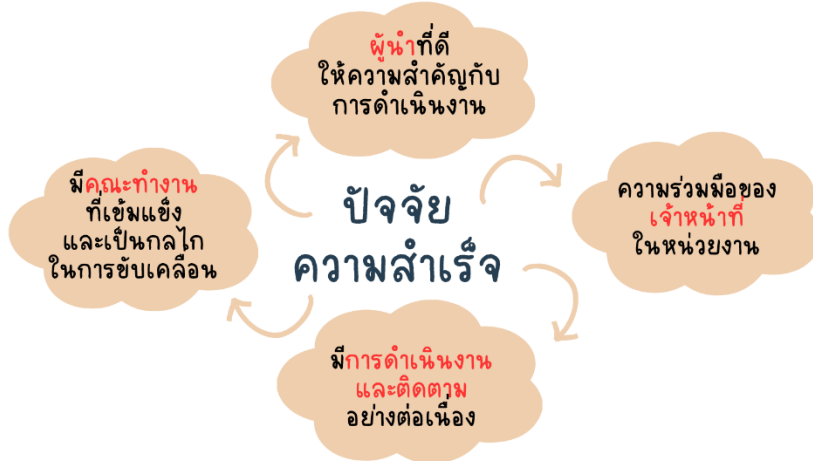 ผู้นำที่ดี
ให้ความสำคัญกับ
การดำเนินงาน
มีคณะทำงาน
ที่เข้มแข็ง
และเป็นกลไก
ในการขับเคลื่อน
ปัจจัย
ความสำเร็จ
ความร่วมมือของ
เจ้าหน้าที่
ในหน่วยงาน
มีการดำเนินงาน
และติดตาม
อย่างต่อเนื่อง